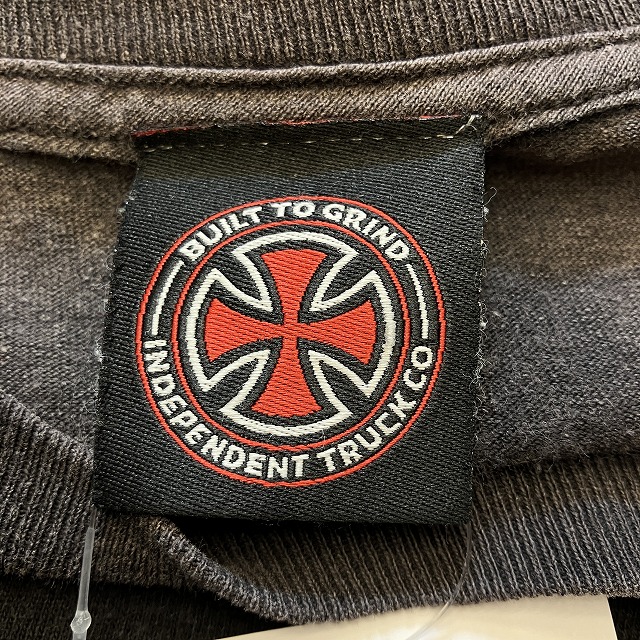 BUILT TO GRIND
INDEPENDENT TRUCK CO